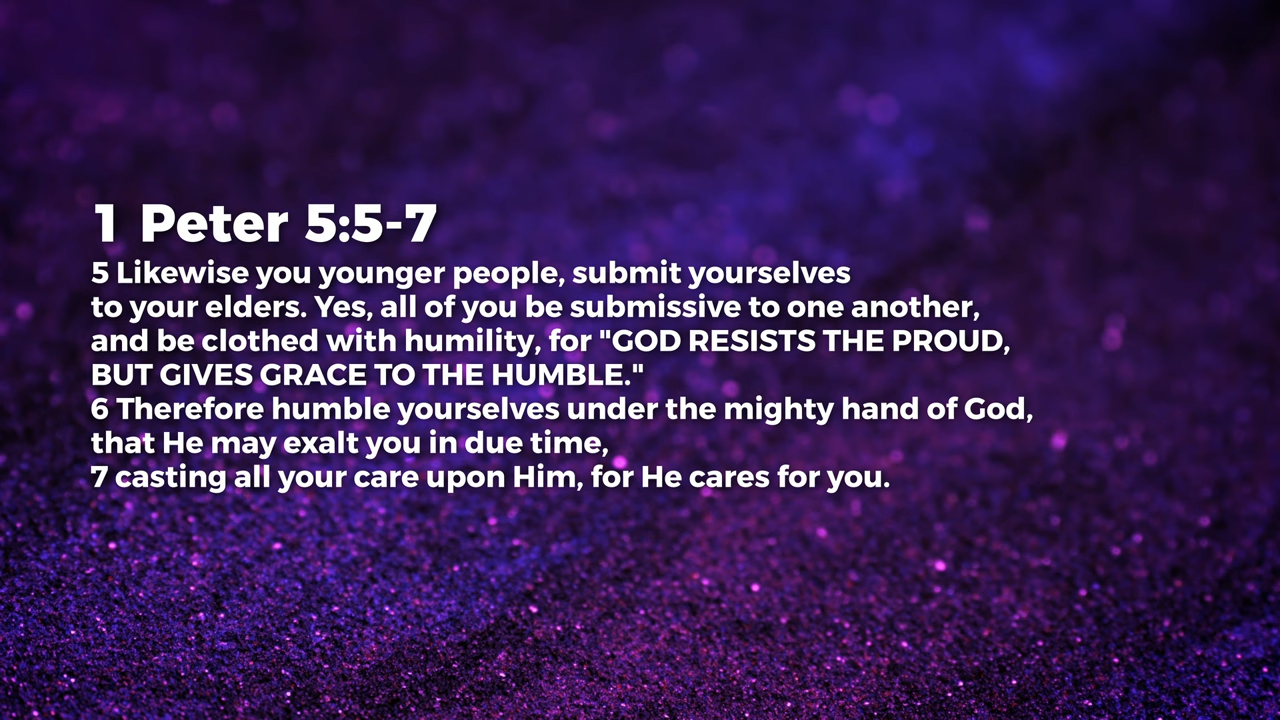 1 Peter 5:5-7
5 Likewise you younger people, submit yourselves
to your elders. Yes, all of you be submissive to one another,
and be clothed with humility, for "GOD RESISTS THE PROUD,
BUT GIVES GRACE TO THE HUMBLE."
6 Therefore humble yourselves under the mighty hand of God,
that He may exalt you in due time,
7 casting all your care upon Him, for He cares for you.